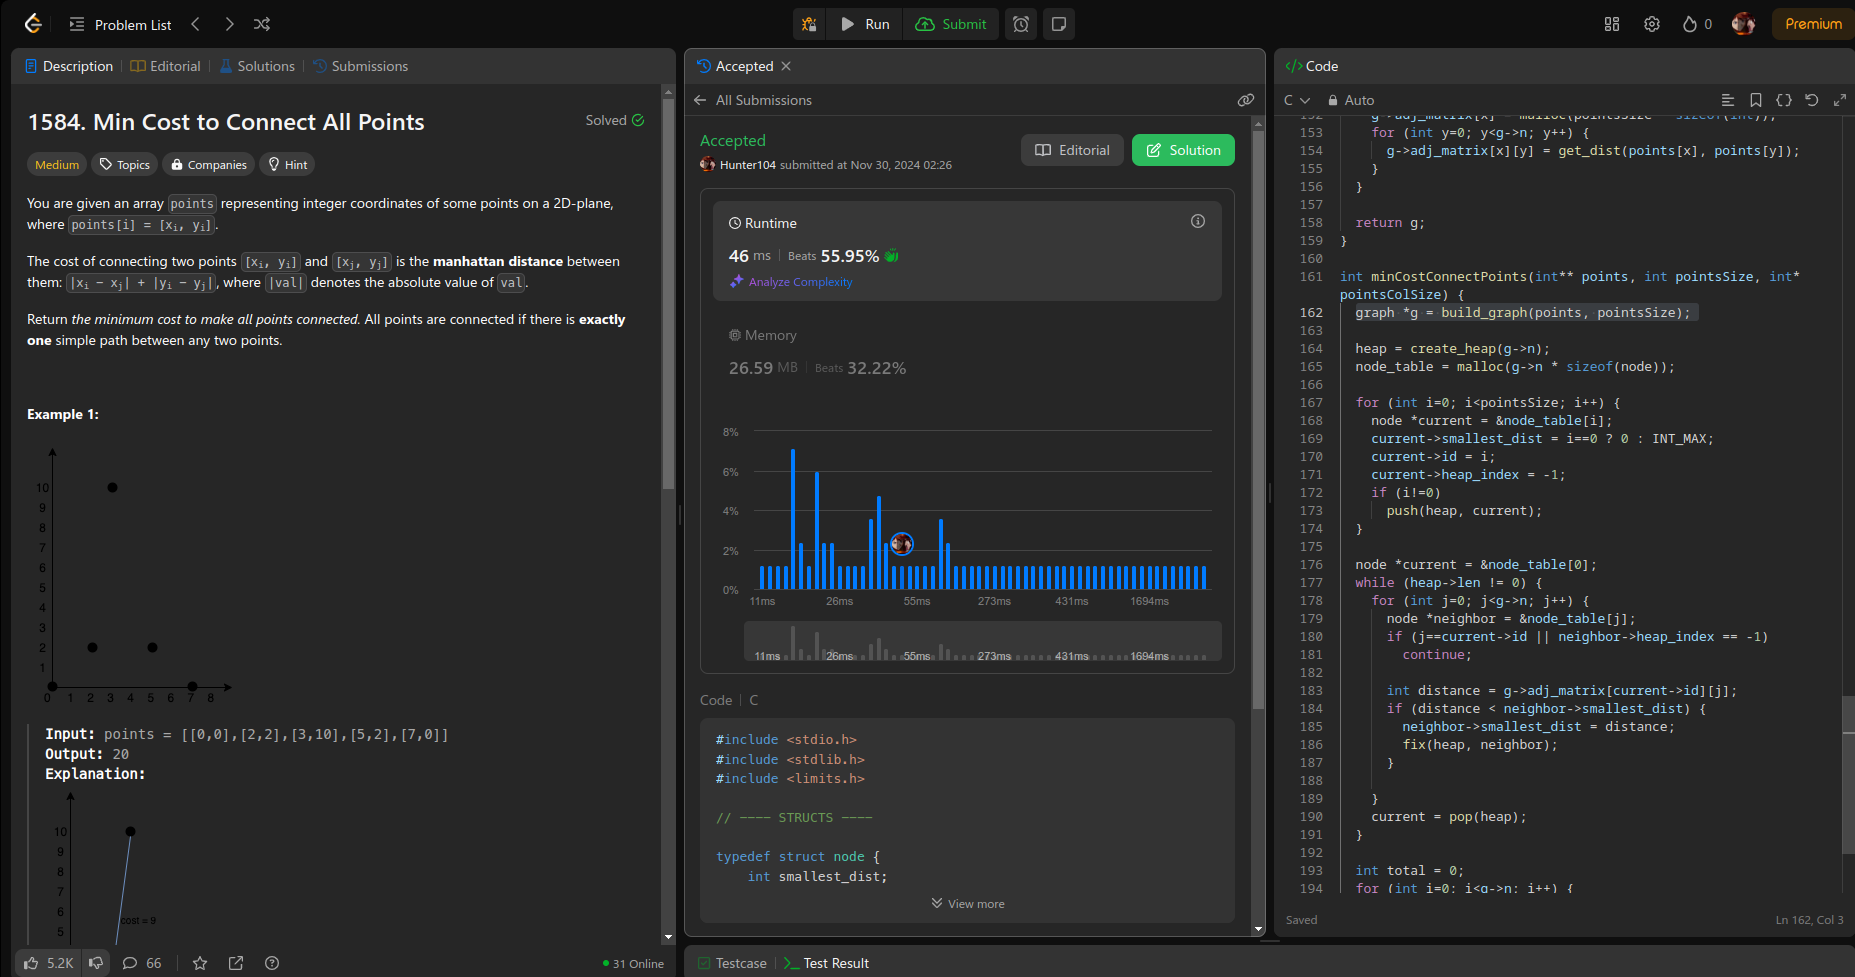 Problem List
Run
Submit
0
Premium
Description
Editorial
Solutions
Submissions
1584. Min Cost to Connect All Points
Solved
Medium
Topics
Companies
Hint
You are given an array points representing integer coordinates of some points on a 2D-plane,
where points[i] = [xi, yi].
The cost of connecting two points [xi, yi] and [xj, yj] is the manhattan distance between
them: |xi − xj| + |yi − yj|, where |val| denotes the absolute value of val.
Return the minimum cost to make all points connected. All points are connected if there is exactly
one simple path between any two points.
Example 1:
10
9
8
7
6
5
4
3
2
1
0 1 2 3 4 5 6 7 8
Input: points = [[0,0],[2,2],[3,10],[5,2],[7,0]]
Output: 20
Explanation:
10
9
8
7
6
5
cost = 9
5.2K
66
31 Online
Accepted
All Submissions
Accepted
Hunter104 submitted at Nov 30, 2024 02:26
Editorial
Solution
Runtime
46 ms
Beats 55.95%
Analyze Complexity
Memory
26.59 MB
Beats 32.22%
8%
6%
4%
2%
0%
11ms 26ms 55ms 273ms 431ms 1694ms
11ms 26ms 55ms 273ms 431ms 1694ms
Code
C
#include <stdio.h>
#include <stdlib.h>
#include <limits.h>
// ---- STRUCTS ----
typedef struct node {
int smallest_dist;
View more
Testcase
Test Result
</> Code
C
Auto
153 for (int y=0; y<g->n; y++) {
154 g->adj_matrix[x][y] = get_dist(points[x], points[y]);
155 }
156 }
157
158 return g;
159 }
160
161 int minCostConnectPoints(int** points, int pointsSize, int*
pointsColSize) {
162 graph *g = build_graph(points, pointsSize);
163
164 heap = create_heap(g->n);
165 node_table = malloc(g->n * sizeof(node));
166
167 for (int i=0; i<pointsSize; i++) {
168 node *current = &node_table[i];
169 current->smallest_dist = i==0 ? 0 : INT_MAX;
170 current->id = i;
171 current->heap_index = -1;
172 if (i!=0)
173 push(heap, current);
174 }
175
176 node *current = &node_table[0];
177 while (heap->len != 0) {
178 for (int j=0; j<g->n; j++) {
179 node *neighbor = &node_table[j];
180 if (j==current->id || neighbor->heap_index == -1)
181 continue;
182
183 int distance = g->adj_matrix[current->id][j];
184 if (distance < neighbor->smallest_dist) {
185 neighbor->smallest_dist = distance;
186 fix(heap, neighbor);
187 }
188
189 }
190 current = pop(heap);
191 }
192
193 int total = 0;
194 for (int i=0; i<g->n; i++) {
Saved
Ln 162, Col 3